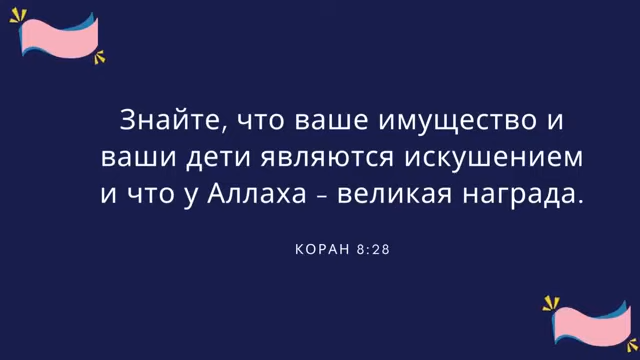 Знайте, что ваше имущество и
ваши дети являются искушением
и что у Аллаха – великая награда.
КОРАН 8:28